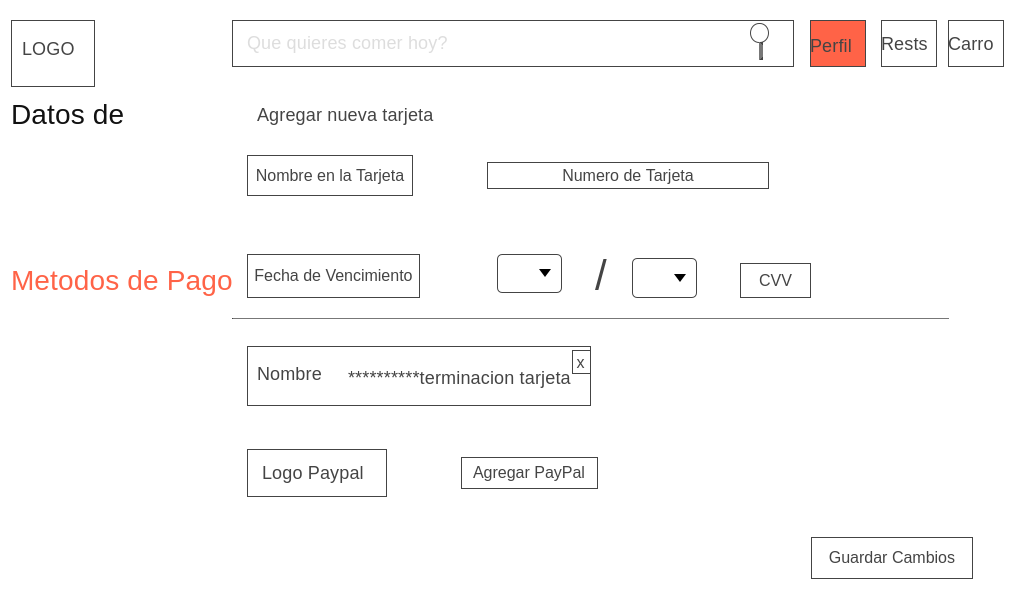 LOGO
Que quieres comer hoy?
Perfil
Rests
Carro
Datos de
Agregar nueva tarjeta
Nombre en la Tarjeta
Numero de Tarjeta
Metodos de Pago
Fecha de Vencimiento
/
CVV
Nombre
**********terminacion tarjeta
x
Logo Paypal
Agregar PayPal
Guardar Cambios